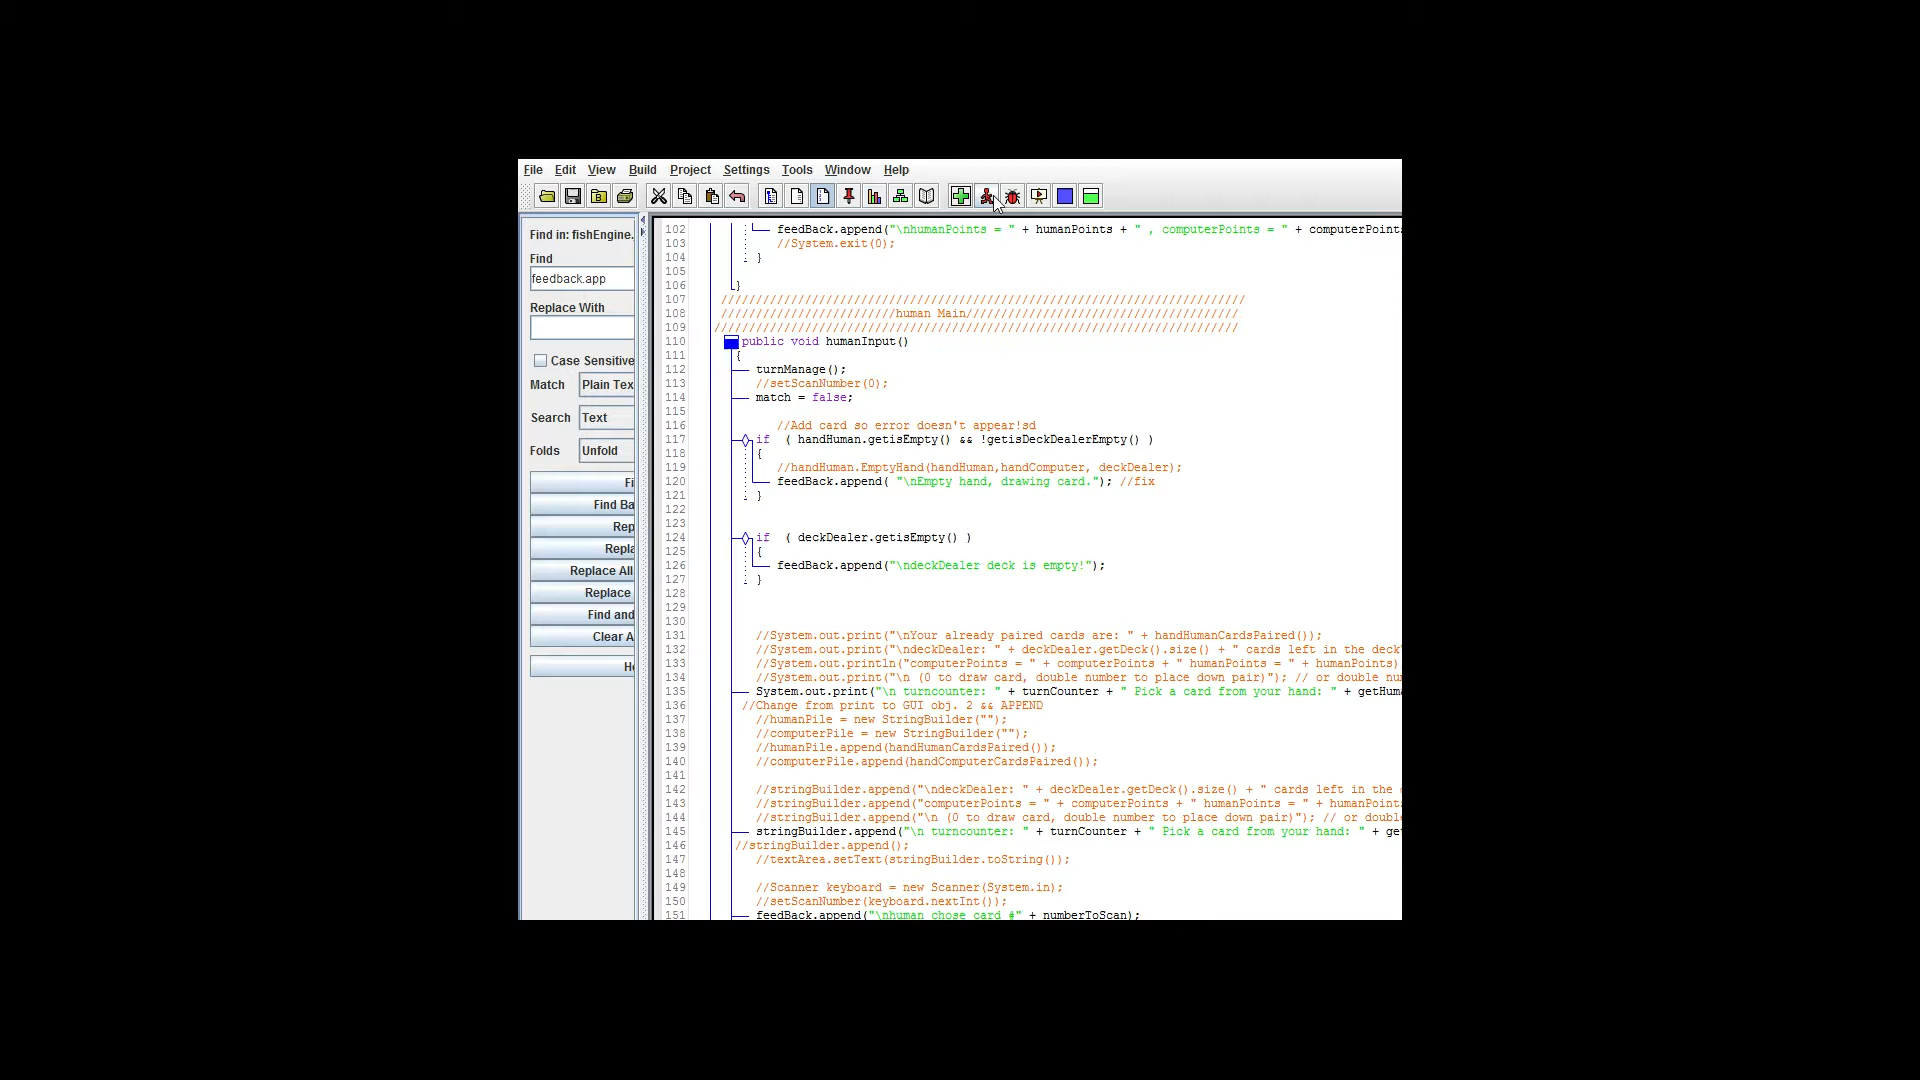 File Edit View Build Project Settings Tools Window Help
Find in: fishEngine.
Find
feedback.app
Replace With
Case Sensitive
Match Plain Tex
Search Text
Folds Unfold
Fi
Find Ba
Rep
Repla
Replace All
Replace
Find and
Clear A
He
102 feedBack.append("\nhumanPoints = " + humanPoints + " , computerPoints = " + computerPoints
103 //System.exit(0);
104 }
105
106 }
107 ///////////////////////////////////////////////////////////////////////////
108 /////////////////////////human Main///////////////////////////////////////
109 ///////////////////////////////////////////////////////////////////////////
110 public void humanInput()
111 {
112 turnManage();
113 //setScanNumber(0);
114 match = false;
115
116 //Add card so error doesn't appear!sd
117 if ( handHuman.getisEmpty() && !getisDeckDealerEmpty() )
118 {
119 //handHuman.EmptyHand(handHuman,handComputer, deckDealer);
120 feedBack.append( "\nEmpty hand, drawing card."); //fix
121 }
122
123
124 if ( deckDealer.getisEmpty() )
125 {
126 feedBack.append("\ndeckDealer deck is empty!");
127 }
128
129
130
131 //System.out.print("\nYour already paired cards are: " + handHumanCardsPaired());
132 //System.out.print("\ndeckDealer: " + deckDealer.getDeck().size() + " cards left in the deck
133 //System.out.println("computerPoints = " + computerPoints + " humanPoints = " + humanPoints)
134 //System.out.print("\n (0 to draw card, double number to place down pair)"); // or double nu
135 System.out.print("\n turncounter: " + turnCounter + " Pick a card from your hand: " + getHum
136 //Change from print to GUI obj. 2 && APPEND
137 //humanPile = new StringBuilder("");
138 //computerPile = new StringBuilder("");
139 //humanPile.append(handHumanCardsPaired());
140 //computerPile.append(handComputerCardsPaired());
141
142 //stringBuilder.append("\ndeckDealer: " + deckDealer.getDeck().size() + " cards left in the
143 //stringBuilder.append("computerPoints = " + computerPoints + " humanPoints = " + humanPoint
144 //stringBuilder.append("\n (0 to draw card, double number to place down pair)"); // or doubl
145 stringBuilder.append("\n turncounter: " + turnCounter + " Pick a card from your hand: " + ge
146 //stringBuilder.append();
147 //textArea.setText(stringBuilder.toString());
148
149 //Scanner keyboard = new Scanner(System.in);
150 //setScanNumber(keyboard.nextInt());
151 feedBack.append("\nhuman chose card #" + numberToScan);